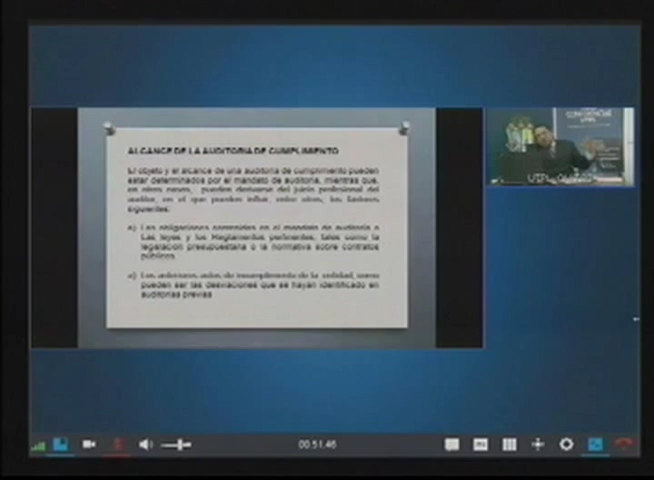 ALCANCE DE LA AUDITORIA DE CUMPLIMIENTO
El objeto y el alcance de una auditoria de cumplimiento pueden
estar determinados por el mandato de auditoria, mientras que,
en otros casos, pueden derivarse del juicio profesional del
auditor, en el que pueden influir, entre otros, los factores
siguientes:
a) Las obligaciones contenidas en el mandato de auditoria o
Las leyes y los Reglamentos pertinentes, tales como la
legislación presupuestaria o la normativa sobre contratos
públicos
Los anteriores actos de incumplimiento de la entidad, como
pueden ser las desviaciones que se hayan identificado en
auditorias previas
CONFERENCIAS
UTPL
00:51:46